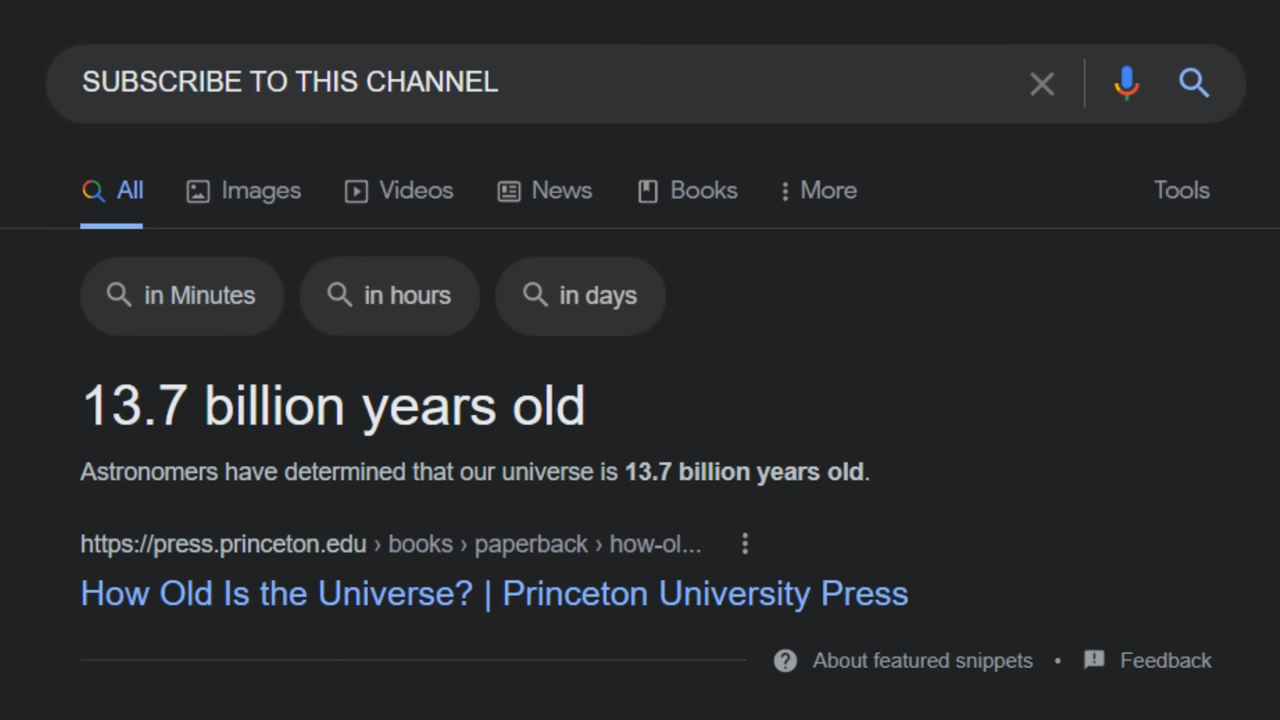 SUBSCRIBE TO THIS CHANNEL
All Images Videos News Books More Tools
in Minutes in hours in days
13.7 billion years old
Astronomers have determined that our universe is 13.7 billion years old.
https://press.princeton.edu › books › paperback › how-ol...
How Old Is the Universe? | Princeton University Press
About featured snippets • Feedback